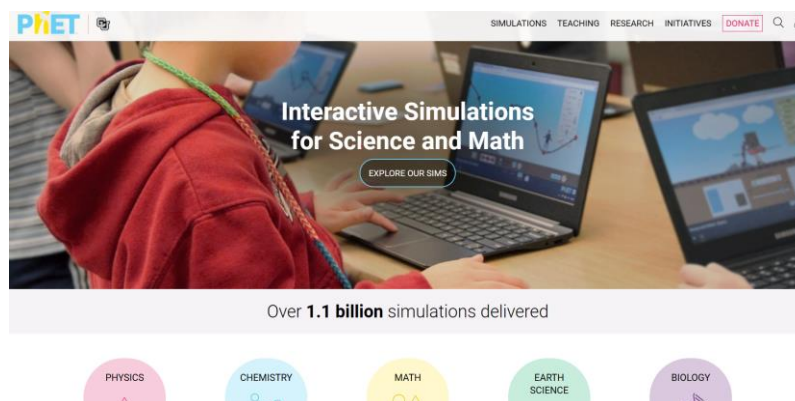 PhET
SIMULATIONS TEACHING RESEARCH INITIATIVES DONATE
Interactive Simulations
for Science and Math
EXPLORE OUR SIMS
Over 1.1 billion simulations delivered
PHYSICS
CHEMISTRY
MATH
EARTH
SCIENCE
BIOLOGY